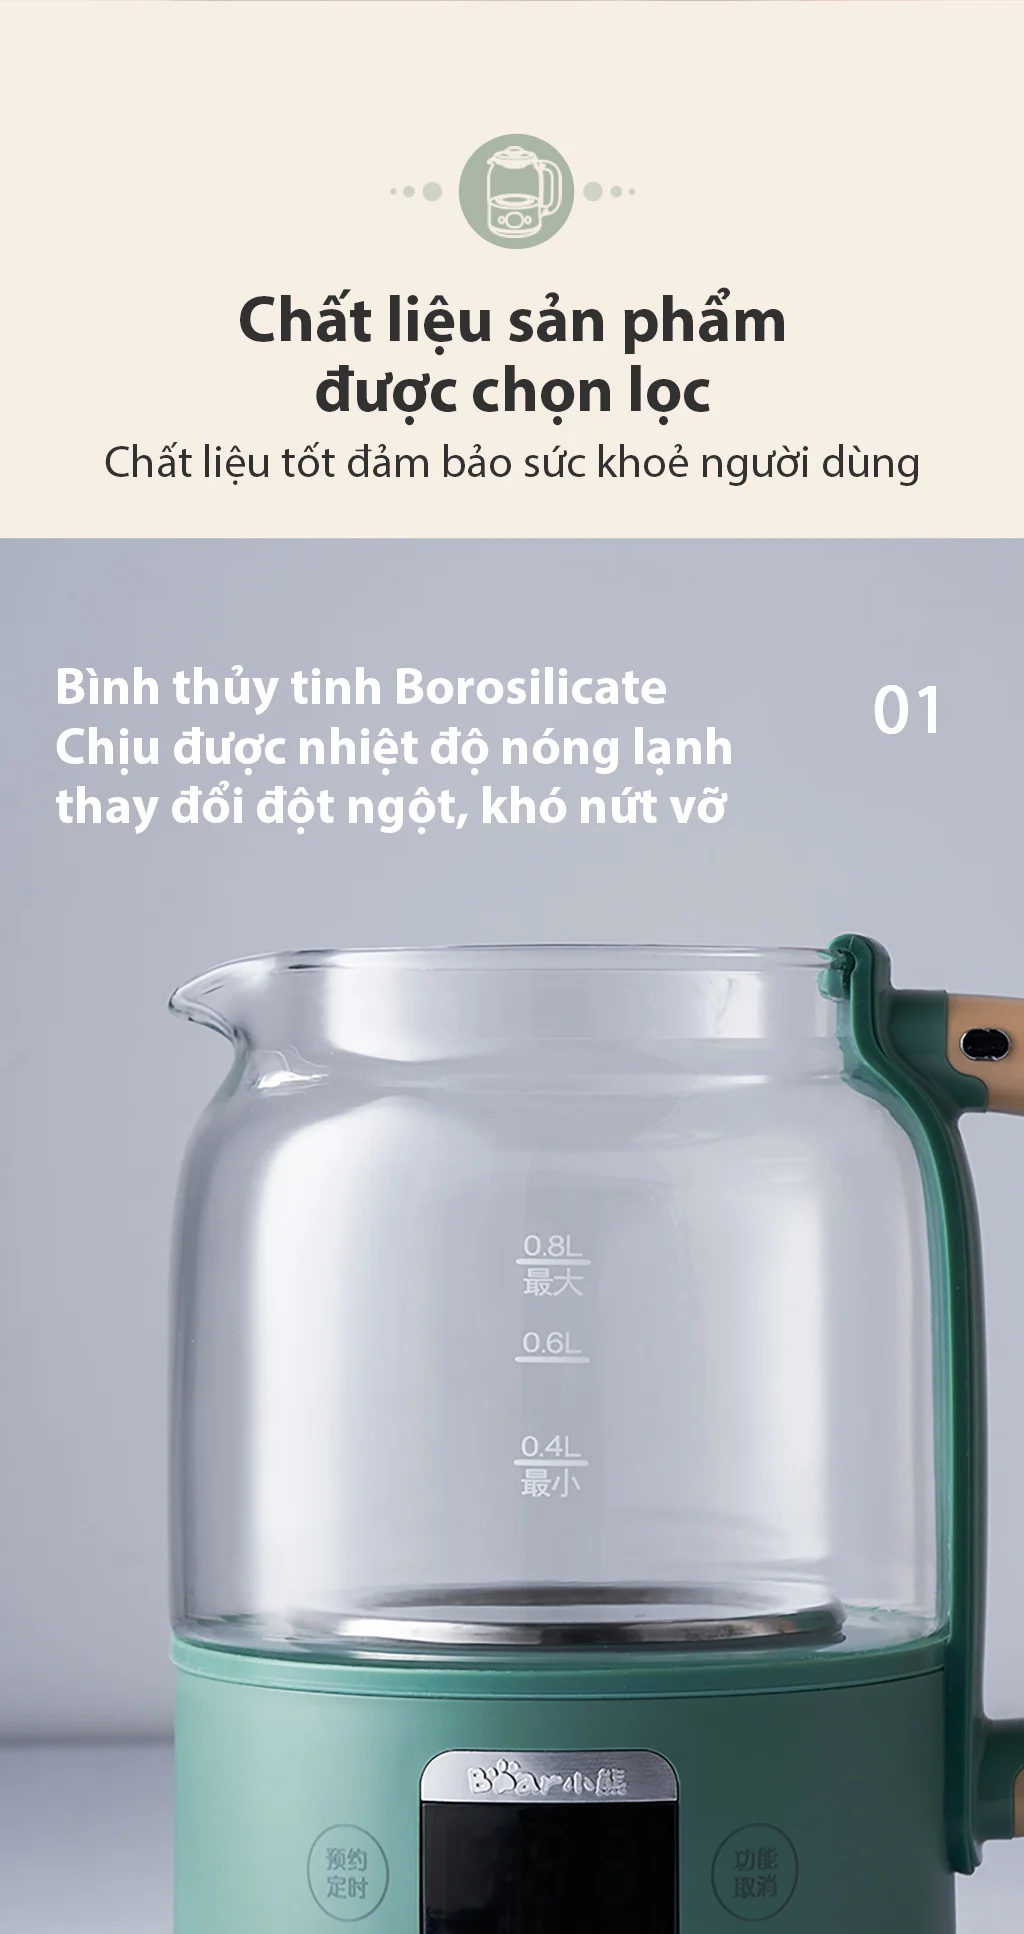 Chất liệu sản phẩm
được chọn lọc
Chất liệu tốt đảm bảo sức khoẻ người dùng
Bình thủy tinh Borosilicate
Chịu được nhiệt độ nóng lạnh
thay đổi đột ngột, khó nứt vỡ
01
0.8L
最大
0.6L
0.4L
最小
Bear小熊
预约
定时
功能
取消